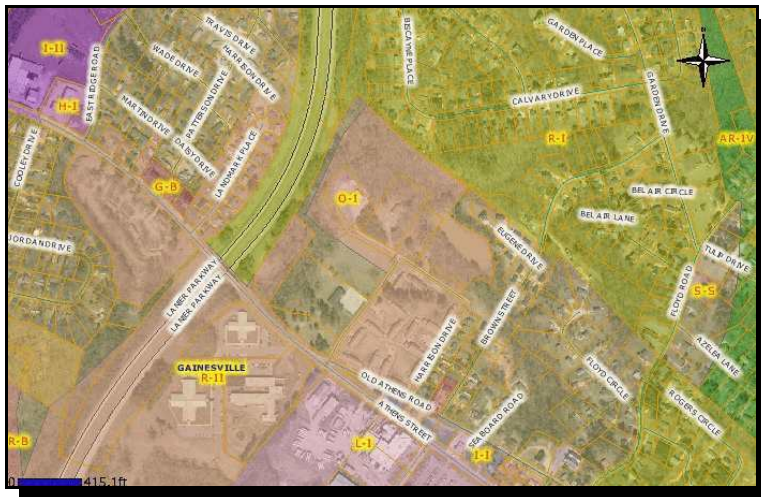 TRAVIS DRIVE
BISCAYNE PLACE
GARDEN PLACE
N
I-II
WADE DRIVE
HARRISON DRIVE
EASTRIDGE ROAD
PATTERSON DRIVE
GARDEN DRIVE
CALVARY DRIVE
H-I
MARTIN DRIVE
DAISY DRIVE
R-I
AR-IV
COOLEY DRIVE
LANDMARK PLACE
G-B
O-I
BEL AIR CIRCLE
BEL AIR LANE
JORDAN DRIVE
EUGENE DRIVE
TULIP DRIVE
LANIER PARKWAY
LANIER PARKWAY
FLOYD ROAD
S-S
BROWN STREET
HARRISON DRIVE
AZELEA LANE
GAINESVILLE
R-II
FLOYD CIRCLE
OLD ATHENS ROAD
ATHENS STREET
SEABOARD ROAD
ROGERS CIRCLE
R-B
L-I
I-I
0 415.1ft